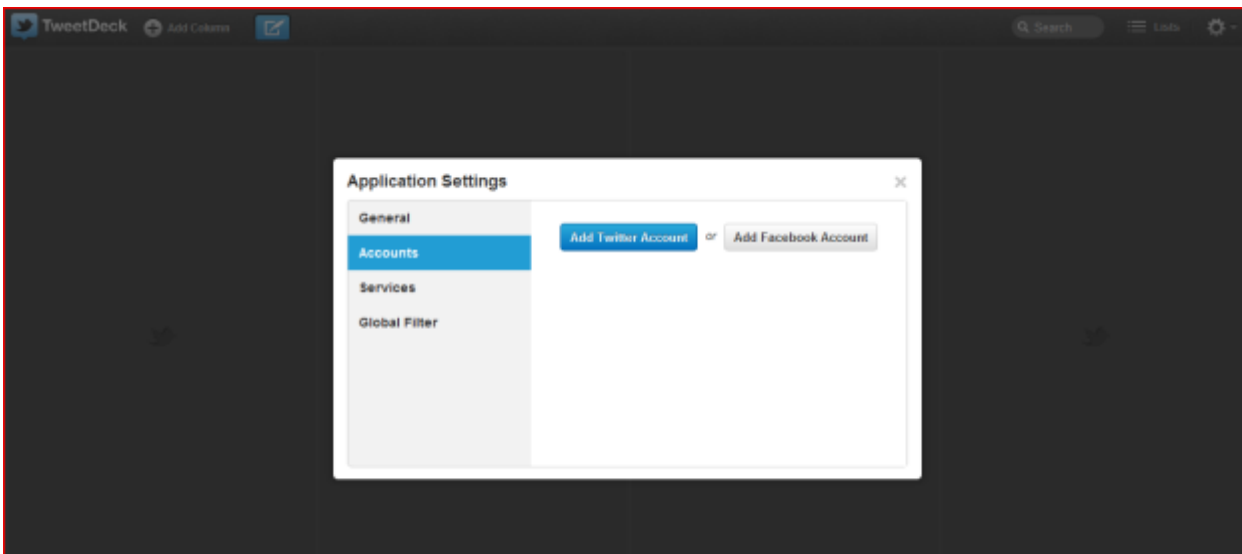 TweetDeck Add Column Search Lists
Application Settings
General
Add Twitter Account or Add Facebook Account
Accounts
Services
Global Filter